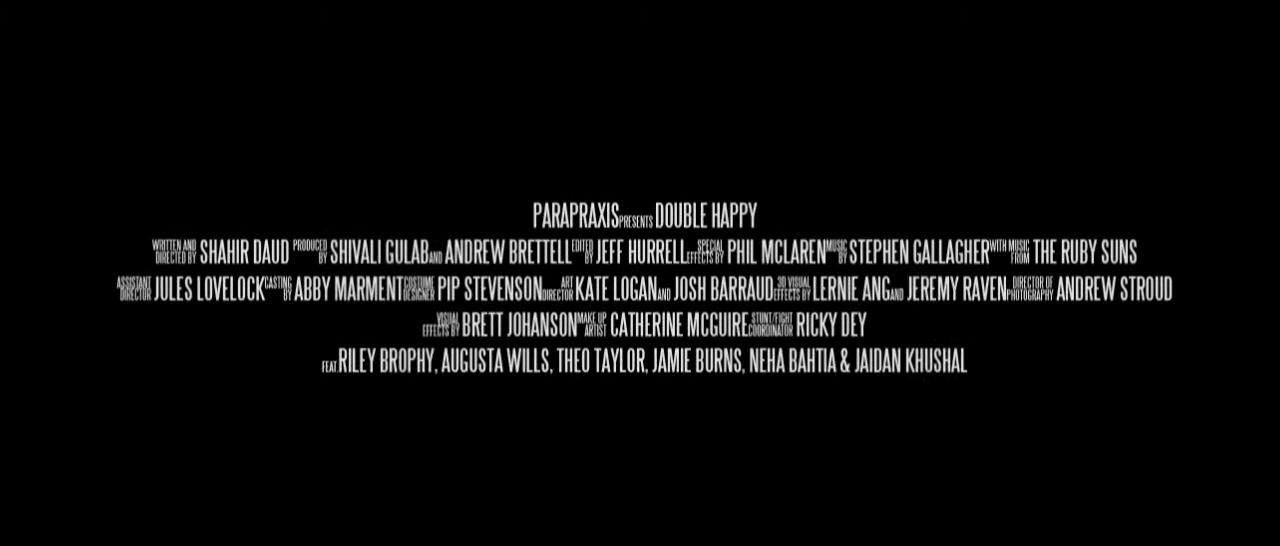 PARAPRAXIS PRESENTS DOUBLE HAPPY
WRITTEN AND DIRECTED BY SHAHIR DAUD PRODUCED BY SHIVALI GULAB AND ANDREW BRETTELL EDITED BY JEFF HURRELL SPECIAL EFFECTS BY PHIL MCLAREN MUSIC BY STEPHEN GALLAGHER WITH MUSIC FROM THE RUBY SUNS
ASSISTANT DIRECTOR JULES LOVELOCK CASTING BY ABBY MARMENT COSTUME DESIGNER PIP STEVENSON ART DIRECTOR KATE LOGAN AND JOSH BARRAUD 3D VISUAL EFFECTS BY LERNIE ANG AND JEREMY RAVEN DIRECTOR OF PHOTOGRAPHY ANDREW STROUD
VISUAL EFFECTS BY BRETT JOHANSON MAKE UP ARTIST CATHERINE MCGUIRE STUNT/FIGHT COORDINATOR RICKY DEY
FEAT. RILEY BROPHY, AUGUSTA WILLS, THEO TAYLOR, JAMIE BURNS, NEHA BAHTIA & JAIDAN KHUSHAL